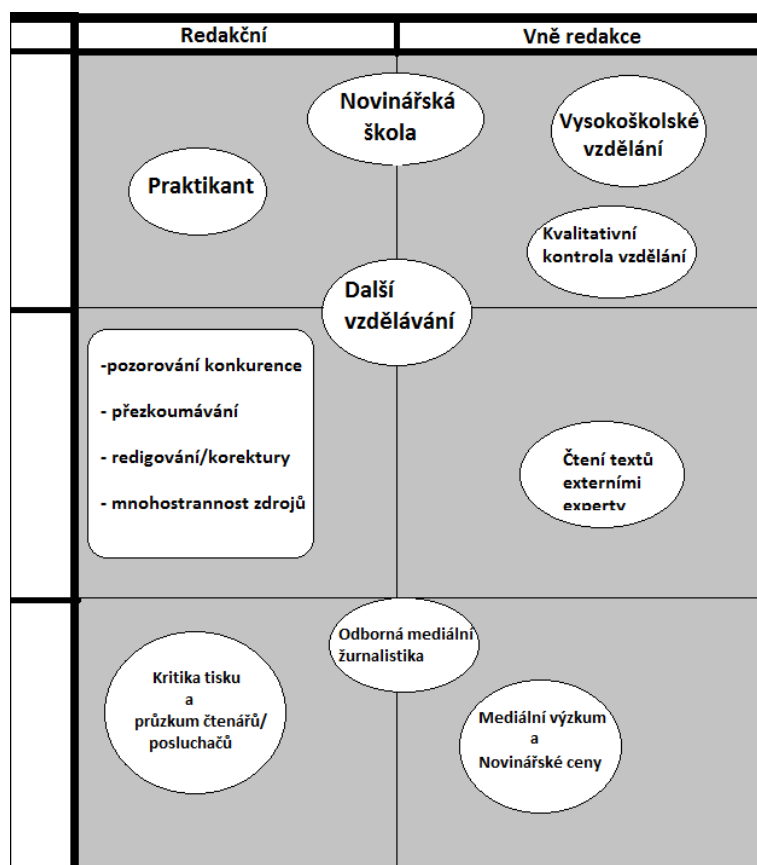 Redakční
Vně redakce
Novinářská
škola
Vysokoškolské
vzdělání
Praktikant
Kvalitativní
kontrola vzdělání
Další
vzdělávání
-pozorování konkurence
- přezkoumávání
- redigování/korektury
- mnohostrannost zdrojů
Čtení textů
externími
experty
Odborná mediální
žurnalistika
Kritika tisku
a
průzkum čtenářů/
posluchačů
Mediální výzkum
a
Novinářské ceny